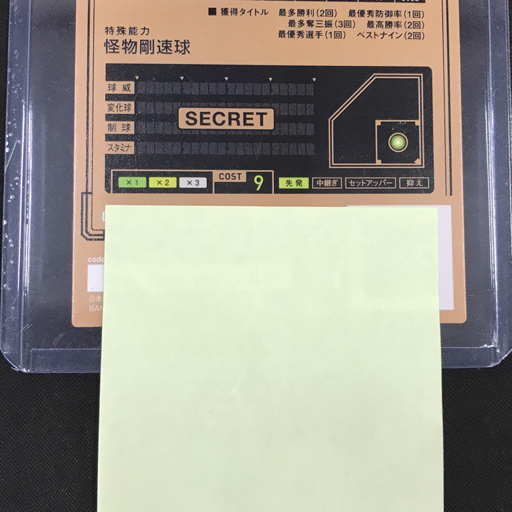 ■ 獲得タイトル 最多勝利(2回) 最優秀防御率(1回)
最多奪三振(3回) 最高勝率(2回)
最優秀選手(1回) ベストナイン(2回)
特殊能力
怪物剛速球
球威
変化球
制球
スタミナ
SECRET
×1 ×2 ×3 COST 9 先発 中継ぎ セットアッパー 抑え
code